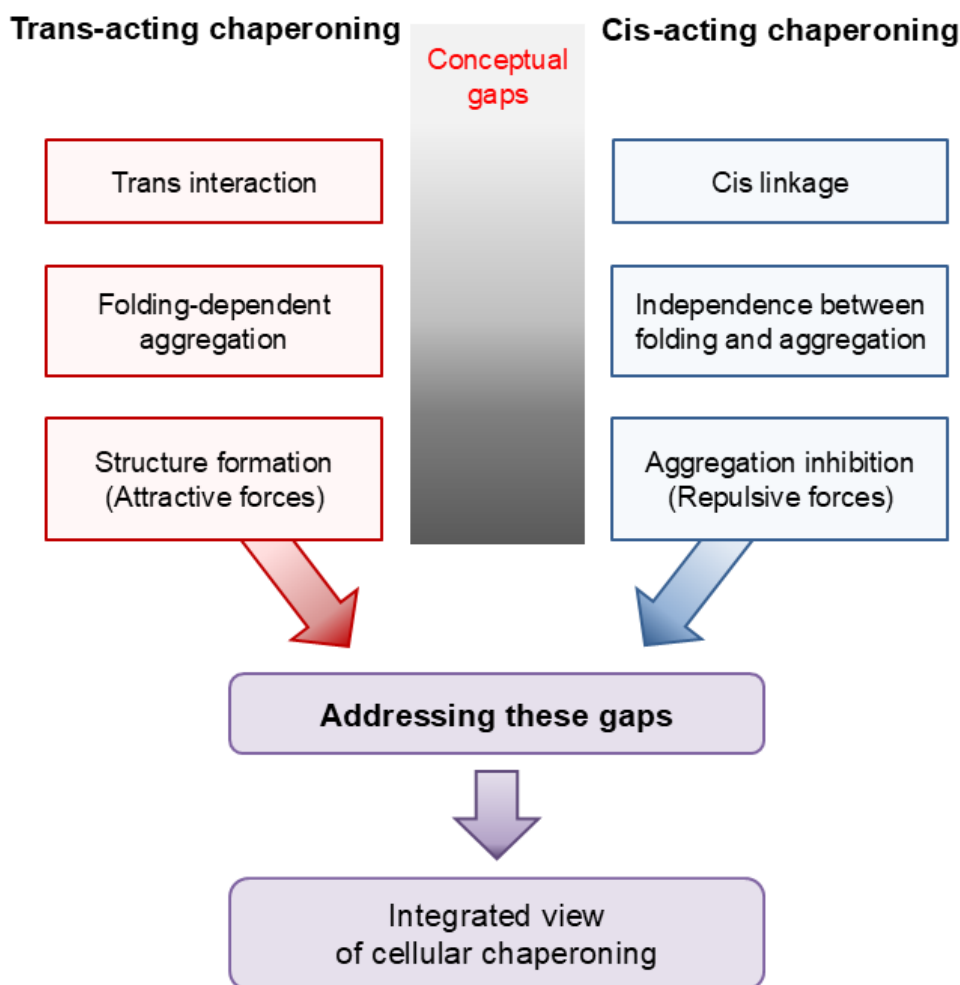 Trans-acting chaperoning
Conceptual
gaps
Cis-acting chaperoning
Trans interaction
Cis linkage
Folding-dependent
aggregation
Independence between
folding and aggregation
Structure formation
(Attractive forces)
Aggregation inhibition
(Repulsive forces)
Addressing these gaps
Integrated view
of cellular chaperoning